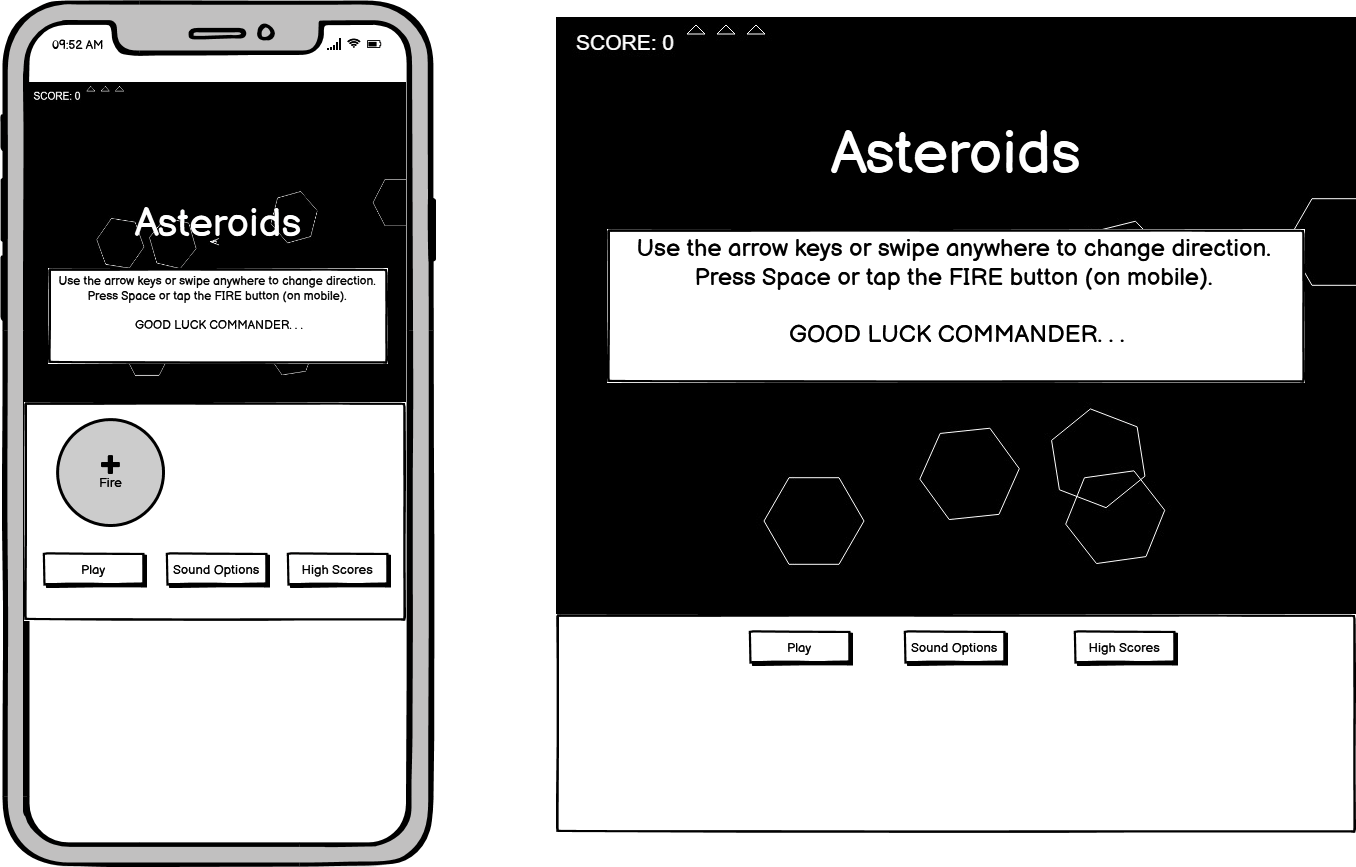 09:52 AM
SCORE: 0
Asteroids
Use the arrow keys or swipe anywhere to change direction.
Press Space or tap the FIRE button (on mobile).
GOOD LUCK COMMANDER. . .
Fire
Play
Sound Options
High Scores
SCORE: 0
Asteroids
Use the arrow keys or swipe anywhere to change direction.
Press Space or tap the FIRE button (on mobile).
GOOD LUCK COMMANDER. . .
Play
Sound Options
High Scores